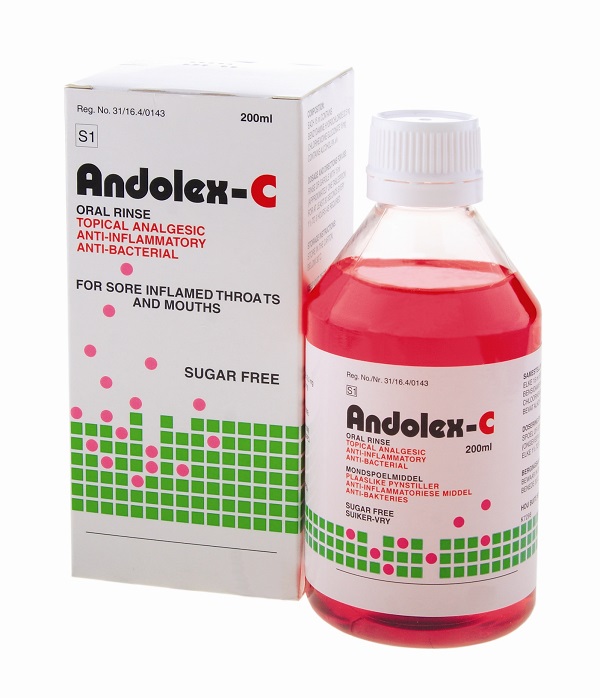 Reg. No. 31/16.4/0143
200ml
S1
Andolex-C
ORAL RINSE
TOPICAL ANALGESIC
ANTI-INFLAMMATORY
ANTI-BACTERIAL
FOR SORE INFLAMED THROATS
AND MOUTHS
SUGAR FREE
COMPOSITION:
Reg. No./Nr. 31/16.4/0143
S1
Andolex-C
200ml
ORAL RINSE
TOPICAL ANALGESIC
ANTI-INFLAMMATORY
ANTI-BACTERIAL
MONDSPOELMIDDEL
PLAASLIKE PYNSTILLER
ANTI-INFLAMMATORIESE MIDDEL
ANTI-BAKTERIES
SUGAR FREE
SUIKER-VRY